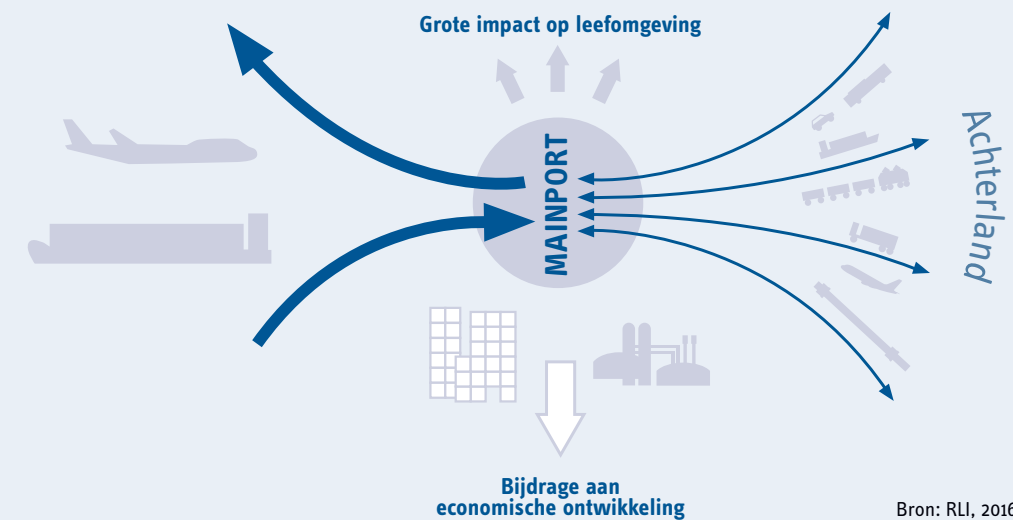 Grote impact op leefomgeving
MAINPORT
Achterland
Bijdrage aan
economische ontwikkeling
Bron: RLI, 2016